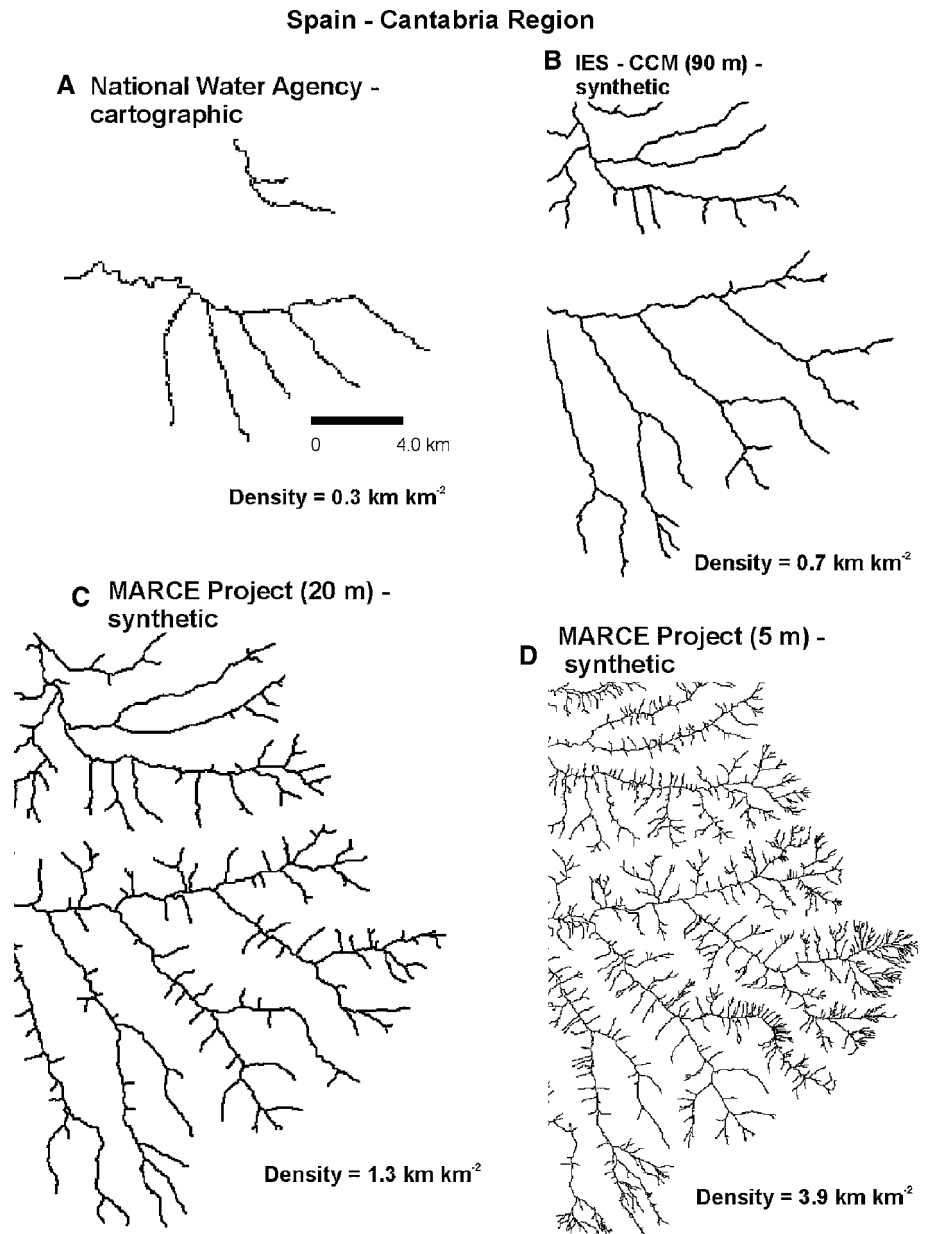 Spain - Cantabria Region
A National Water Agency -
cartographic
0 4.0 km
Density = 0.3 km km⁻²
B IES - CCM (90 m) -
synthetic
Density = 0.7 km km⁻²
C MARCE Project (20 m) -
synthetic
Density = 1.3 km km⁻²
D MARCE Project (5 m) -
synthetic
Density = 3.9 km km⁻²